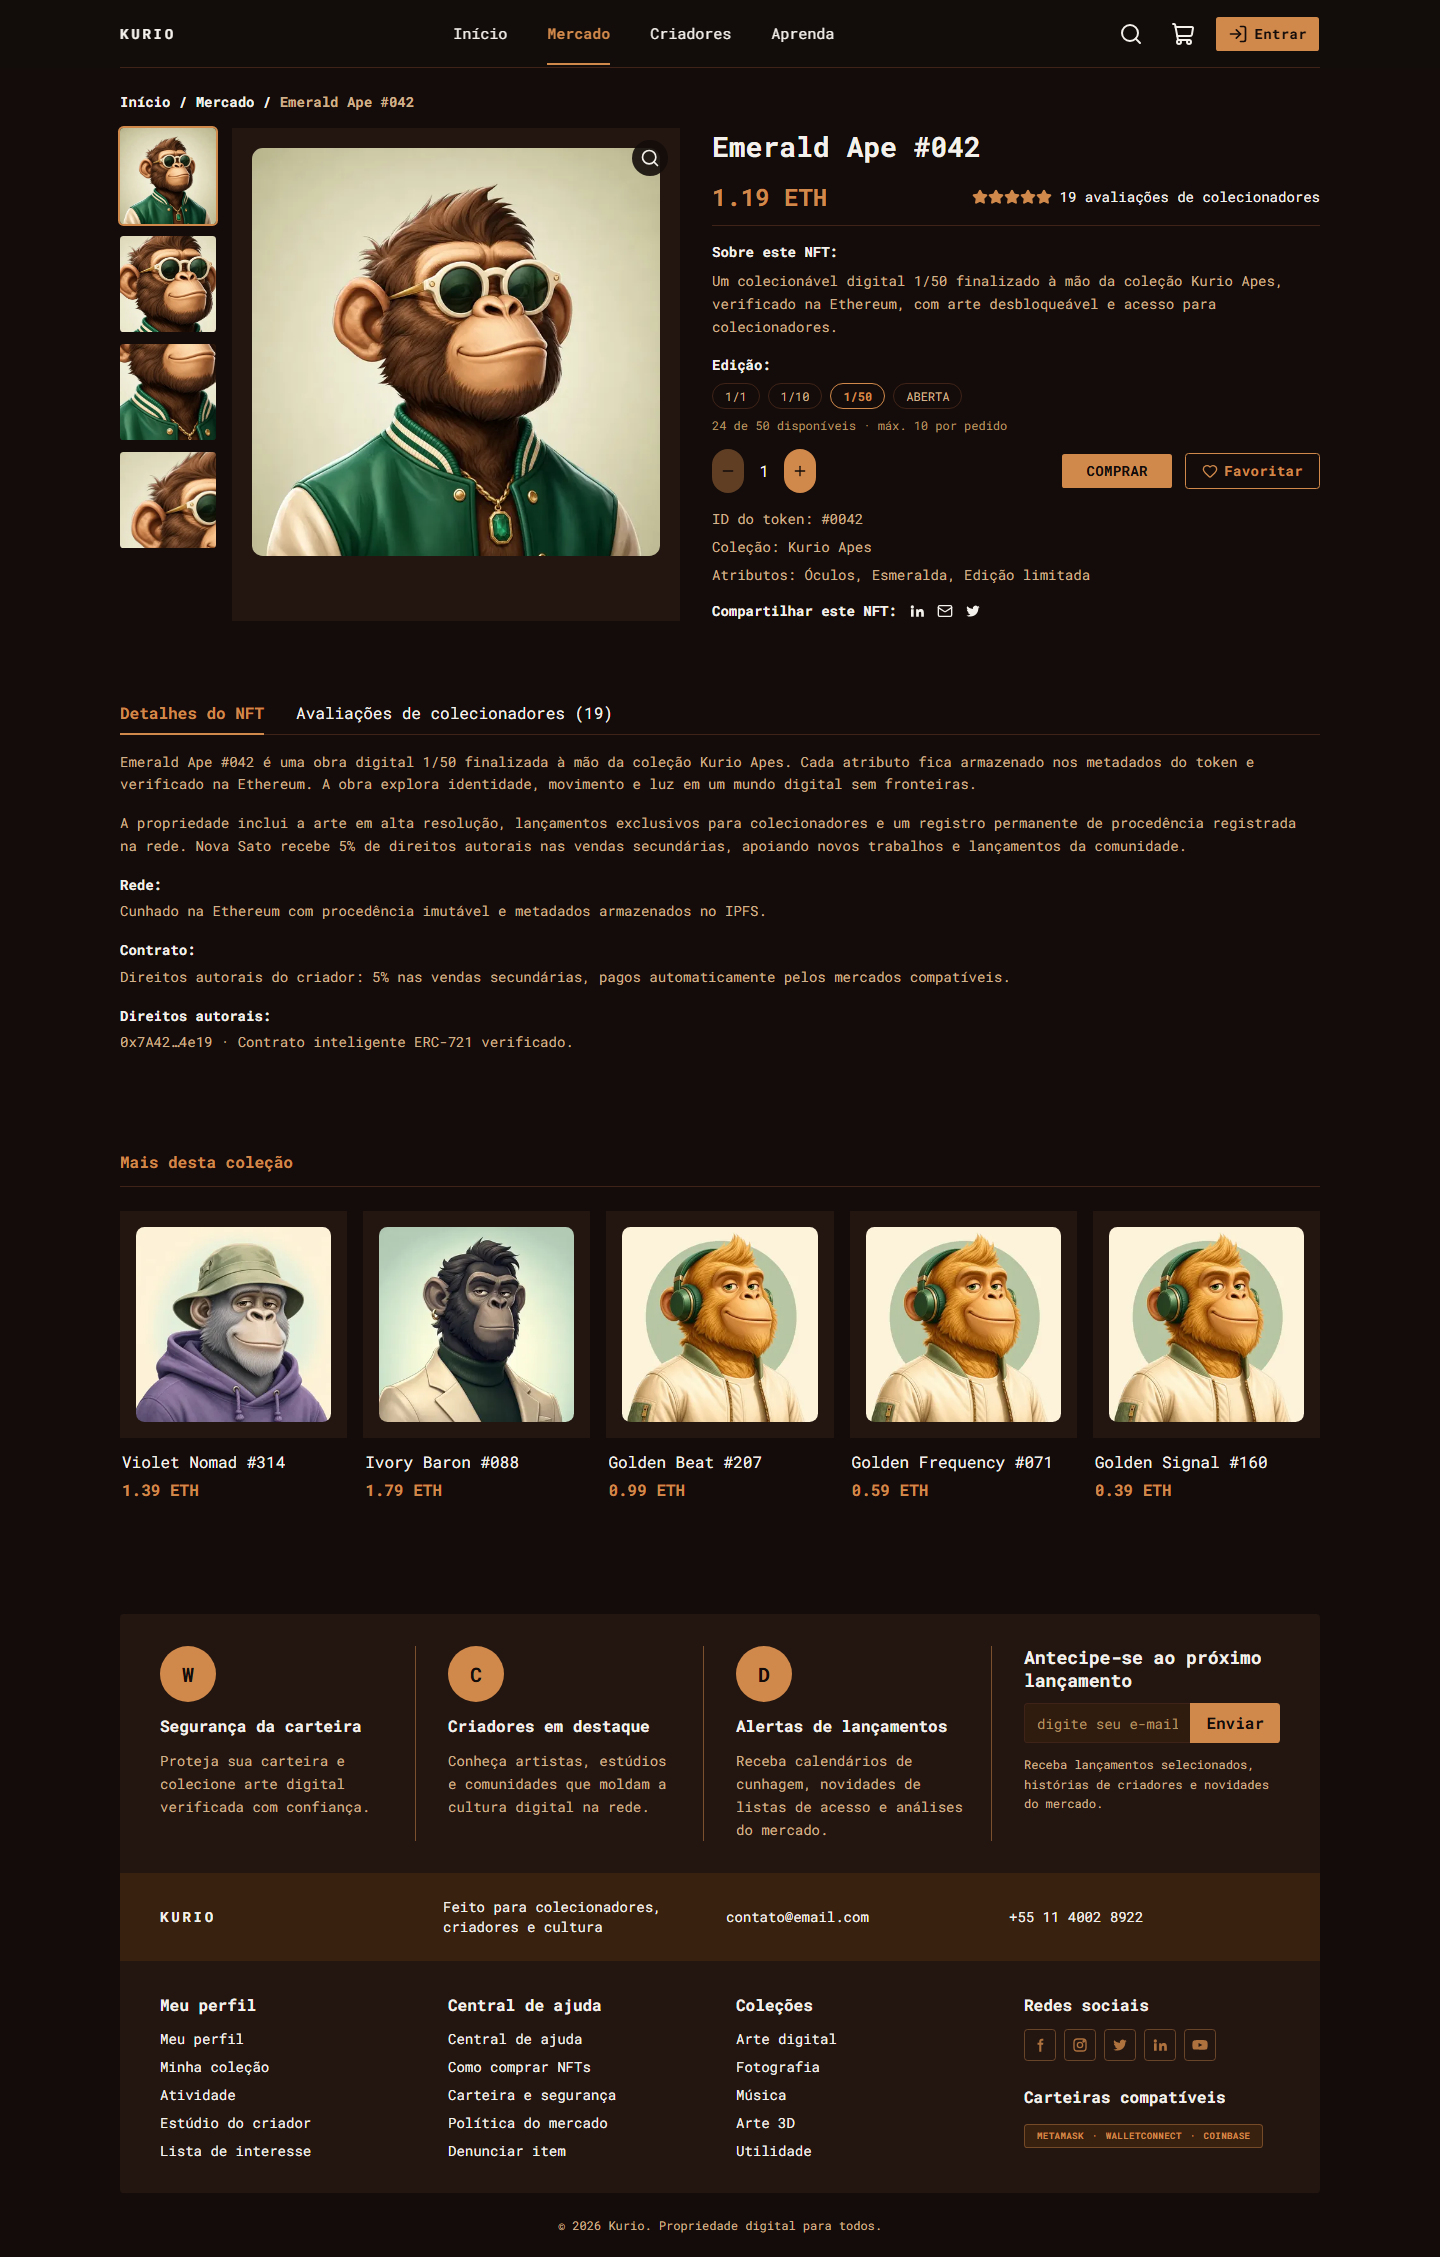 KURIO
Início
Mercado
Criadores
Aprenda
Entrar
Início / Mercado / Emerald Ape #042
Emerald Ape #042
1.19 ETH
19 avaliações de colecionadores
Sobre este NFT:
Um colecionável digital 1/50 finalizado à mão da coleção Kurio Apes,
verificado na Ethereum, com arte desbloqueável e acesso para
colecionadores.
Edição:
1/1
1/10
1/50
ABERTA
24 de 50 disponíveis · máx. 10 por pedido
− 1 +
COMPRAR
Favoritar
ID do token: #0042
Coleção: Kurio Apes
Atributos: Óculos, Esmeralda, Edição limitada
Compartilhar este NFT:
Detalhes do NFT
Avaliações de colecionadores (19)
Emerald Ape #042 é uma obra digital 1/50 finalizada à mão da coleção Kurio Apes. Cada atributo fica armazenado nos metadados do token e
verificado na Ethereum. A obra explora identidade, movimento e luz em um mundo digital sem fronteiras.
A propriedade inclui a arte em alta resolução, lançamentos exclusivos para colecionadores e um registro permanente de procedência registrada
na rede. Nova Sato recebe 5% de direitos autorais nas vendas secundárias, apoiando novos trabalhos e lançamentos da comunidade.
Rede:
Cunhado na Ethereum com procedência imutável e metadados armazenados no IPFS.
Contrato:
Direitos autorais do criador: 5% nas vendas secundárias, pagos automaticamente pelos mercados compatíveis.
Direitos autorais:
0x7A42…4e19 · Contrato inteligente ERC-721 verificado.
Mais desta coleção
Violet Nomad #314
1.39 ETH
Ivory Baron #088
1.79 ETH
Golden Beat #207
0.99 ETH
Golden Frequency #071
0.59 ETH
Golden Signal #160
0.39 ETH
W
Segurança da carteira
Proteja sua carteira e
colecione arte digital
verificada com confiança.
C
Criadores em destaque
Conheça artistas, estúdios
e comunidades que moldam a
cultura digital na rede.
D
Alertas de lançamentos
Receba calendários de
cunhagem, novidades de
listas de acesso e análises
do mercado.
Antecipe-se ao próximo
lançamento
digite seu e-mail
Enviar
Receba lançamentos selecionados,
histórias de criadores e novidades
do mercado.
KURIO
Feito para colecionadores,
criadores e cultura
contato@email.com
+55 11 4002 8922
Meu perfil
Meu perfil
Minha coleção
Atividade
Estúdio do criador
Lista de interesse
Central de ajuda
Central de ajuda
Como comprar NFTs
Carteira e segurança
Política do mercado
Denunciar item
Coleções
Arte digital
Fotografia
Música
Arte 3D
Utilidade
Redes sociais
Carteiras compatíveis
METAMASK · WALLETCONNECT · COINBASE
© 2026 Kurio. Propriedade digital para todos.